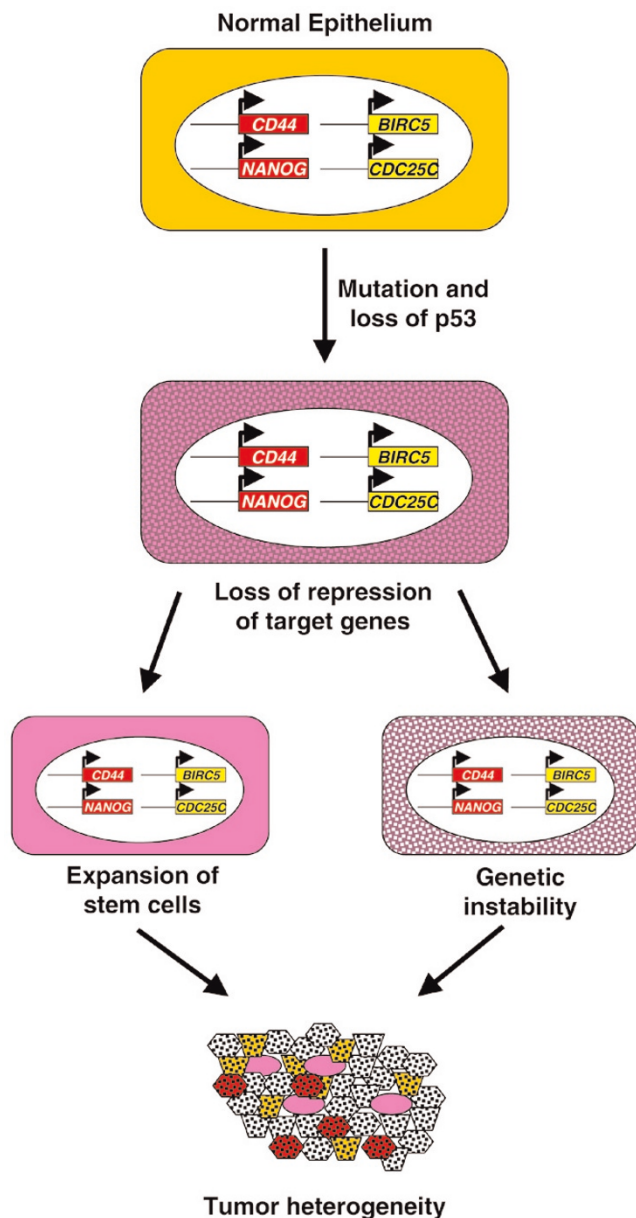 Normal Epithelium
CD44 BIRC5
NANOG CDC25C
Mutation and
loss of p53
CD44 BIRC5
NANOG CDC25C
Loss of repression
of target genes
CD44 BIRC5
NANOG CDC25C
CD44 BIRC5
NANOG CDC25C
Expansion of
stem cells
Genetic
instability
Tumor heterogeneity